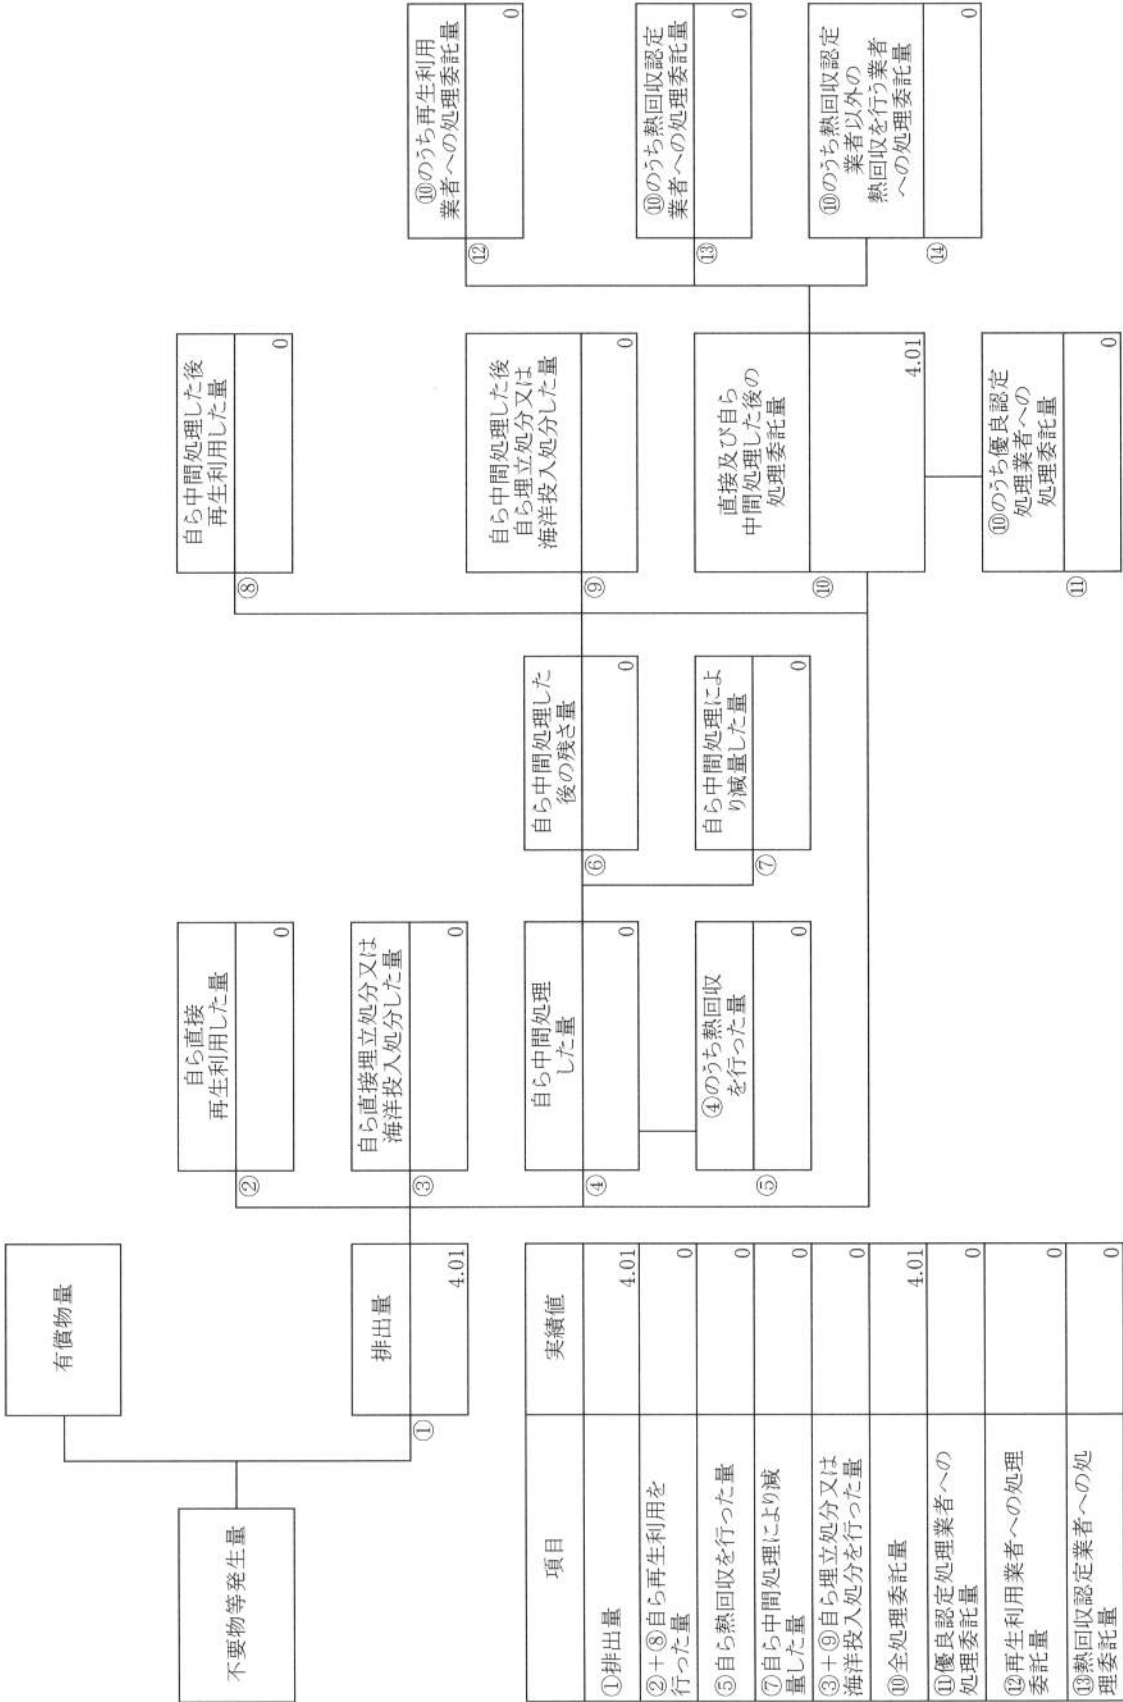 不要物等発生量
有償物量
排出量
①
4.01
自ら直接
再生利用した量
②
0
自ら直接埋立処分又は
海洋投入処分した量
③
0
自ら中間処理
した量
④
0
④のうち熱回収
を行った量
⑤
0
自ら中間処理した
後の残さ量
⑥
0
自ら中間処理によ
り減量した量
⑦
0
自ら中間処理した後
再生利用した量
⑧
0
自ら中間処理した後
自ら埋立処分又は
海洋投入処分した量
⑨
0
直接及び自ら
中間処理した後の
処理委託量
⑩
4.01
⑩のうち優良認定
処理業者への
処理委託量
⑪
0
⑩のうち再生利用
業者への処理委託量
⑫
0
⑩のうち熱回収認定
業者への処理委託量
⑬
0
⑩のうち熱回収認定
業者以外の
熱回収を行う業者
への処理委託量
⑭
0
項目 実績値
①排出量 4.01
②+⑧自ら再生利用を
行った量 0
⑤自ら熱回収を行った量 0
⑦自ら中間処理により減
量した量 0
③+⑨自ら埋立処分又は
海洋投入処分を行った量 0
⑩全処理委託量 4.01
⑪優良認定処理業者への
処理委託量 0
⑫再生利用業者への処理
委託量 0
⑬熱回収認定業者への処
理委託量 0